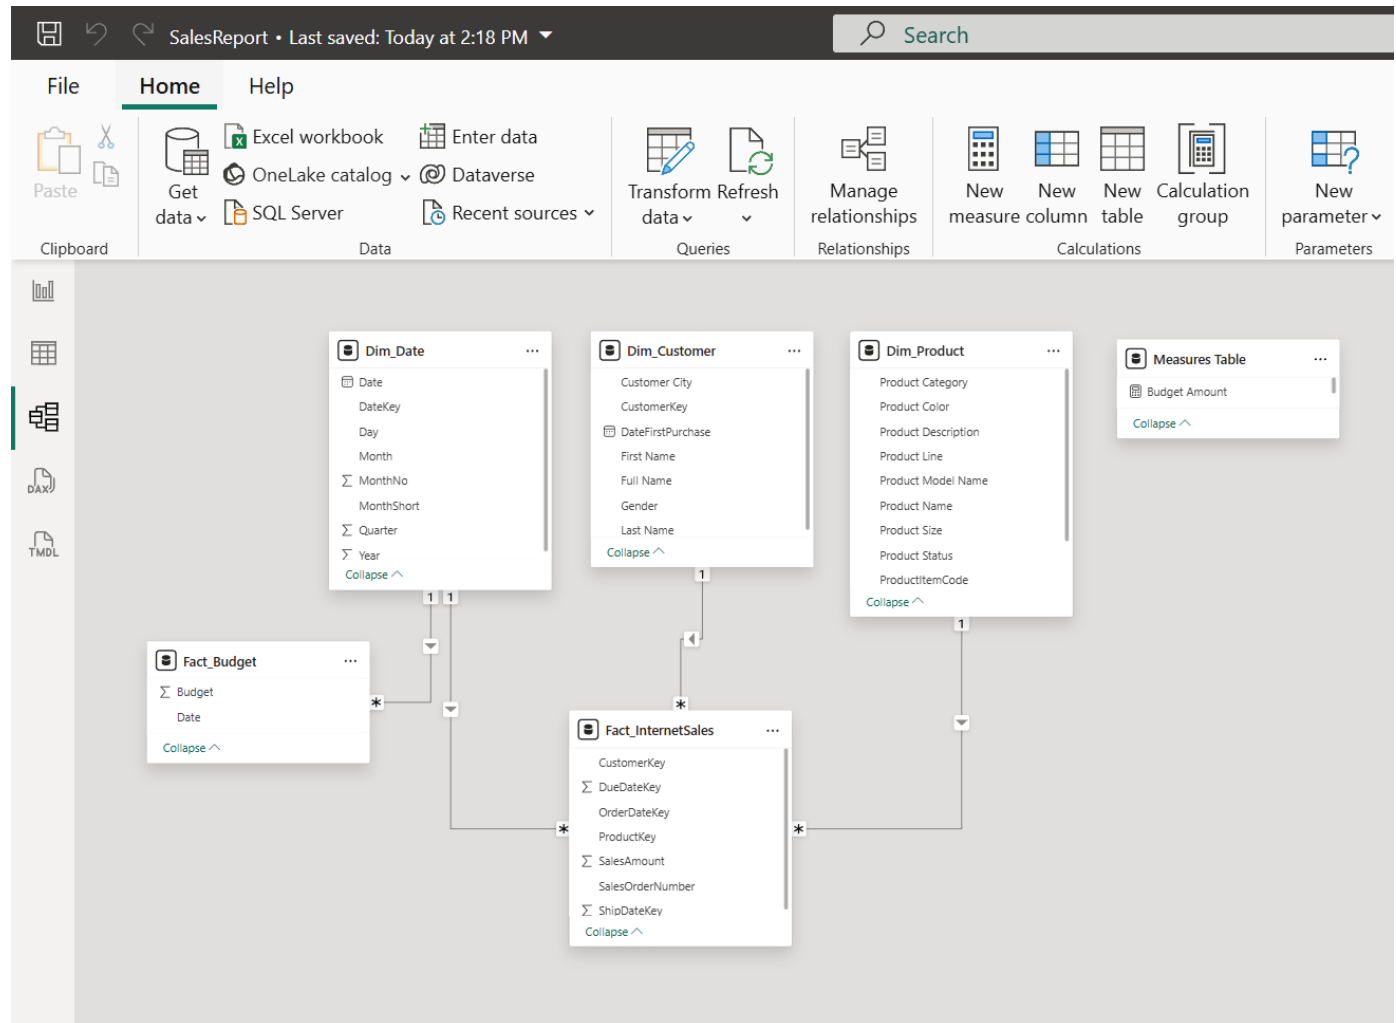 SalesReport • Last saved: Today at 2:18 PM
Search
File
Home
Help
Paste
Clipboard
Get data
Excel workbook
OneLake catalog
SQL Server
Enter data
Dataverse
Recent sources
Data
Transform data
Refresh
Queries
Manage relationships
Relationships
New measure
New column
New table
Calculation group
Calculations
New parameter
Parameters
DAX
TMDL
Dim_Date
Date
DateKey
Day
Month
MonthNo
MonthShort
Quarter
Year
Collapse
Dim_Customer
Customer City
CustomerKey
DateFirstPurchase
First Name
Full Name
Gender
Last Name
Collapse
Dim_Product
Product Category
Product Color
Product Description
Product Line
Product Model Name
Product Name
Product Size
Product Status
ProductItemCode
Collapse
Measures Table
Budget Amount
Collapse
1
1
1
1
Fact_Budget
Budget
Date
Collapse
*
*
*
*
Fact_InternetSales
CustomerKey
DueDateKey
OrderDateKey
ProductKey
SalesAmount
SalesOrderNumber
ShipDateKey
Collapse